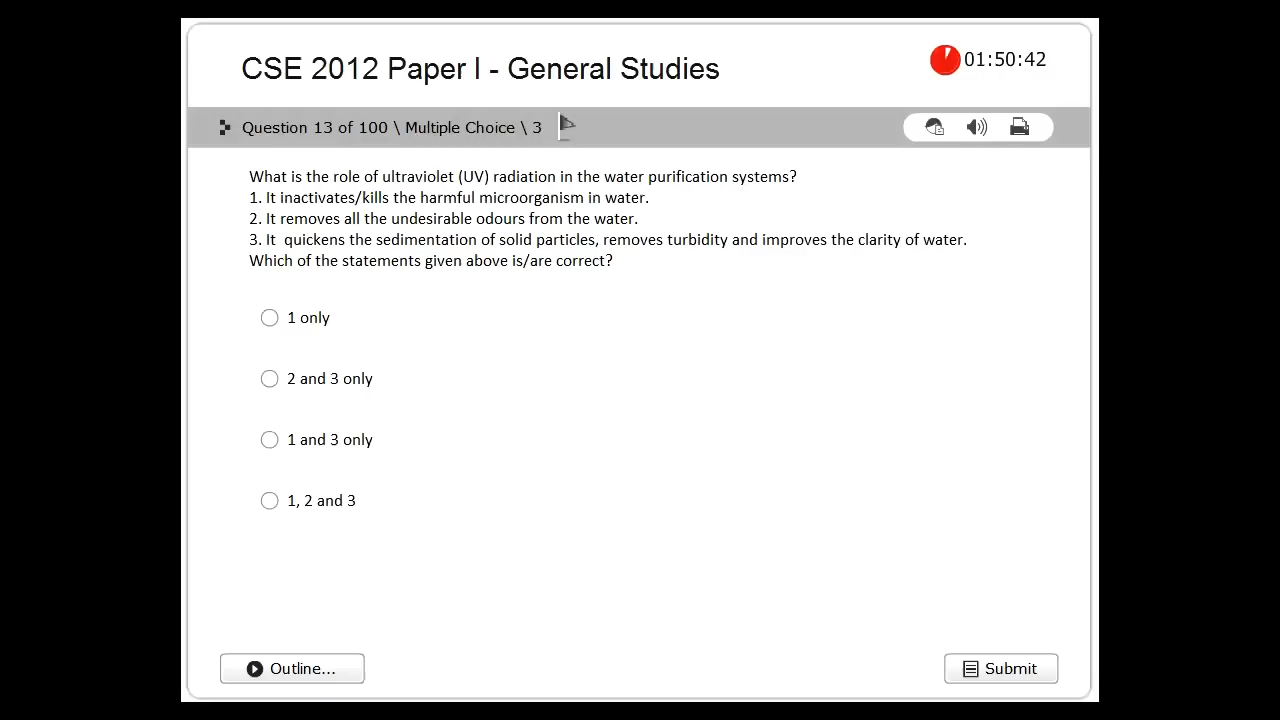 CSE 2012 Paper I - General Studies
01:50:42
Question 13 of 100 \ Multiple Choice \ 3
What is the role of ultraviolet (UV) radiation in the water purification systems?
1. It inactivates/kills the harmful microorganism in water.
2. It removes all the undesirable odours from the water.
3. It  quickens the sedimentation of solid particles, removes turbidity and improves the clarity of water.
Which of the statements given above is/are correct?
1 only
2 and 3 only
1 and 3 only
1, 2 and 3
Outline...
Submit